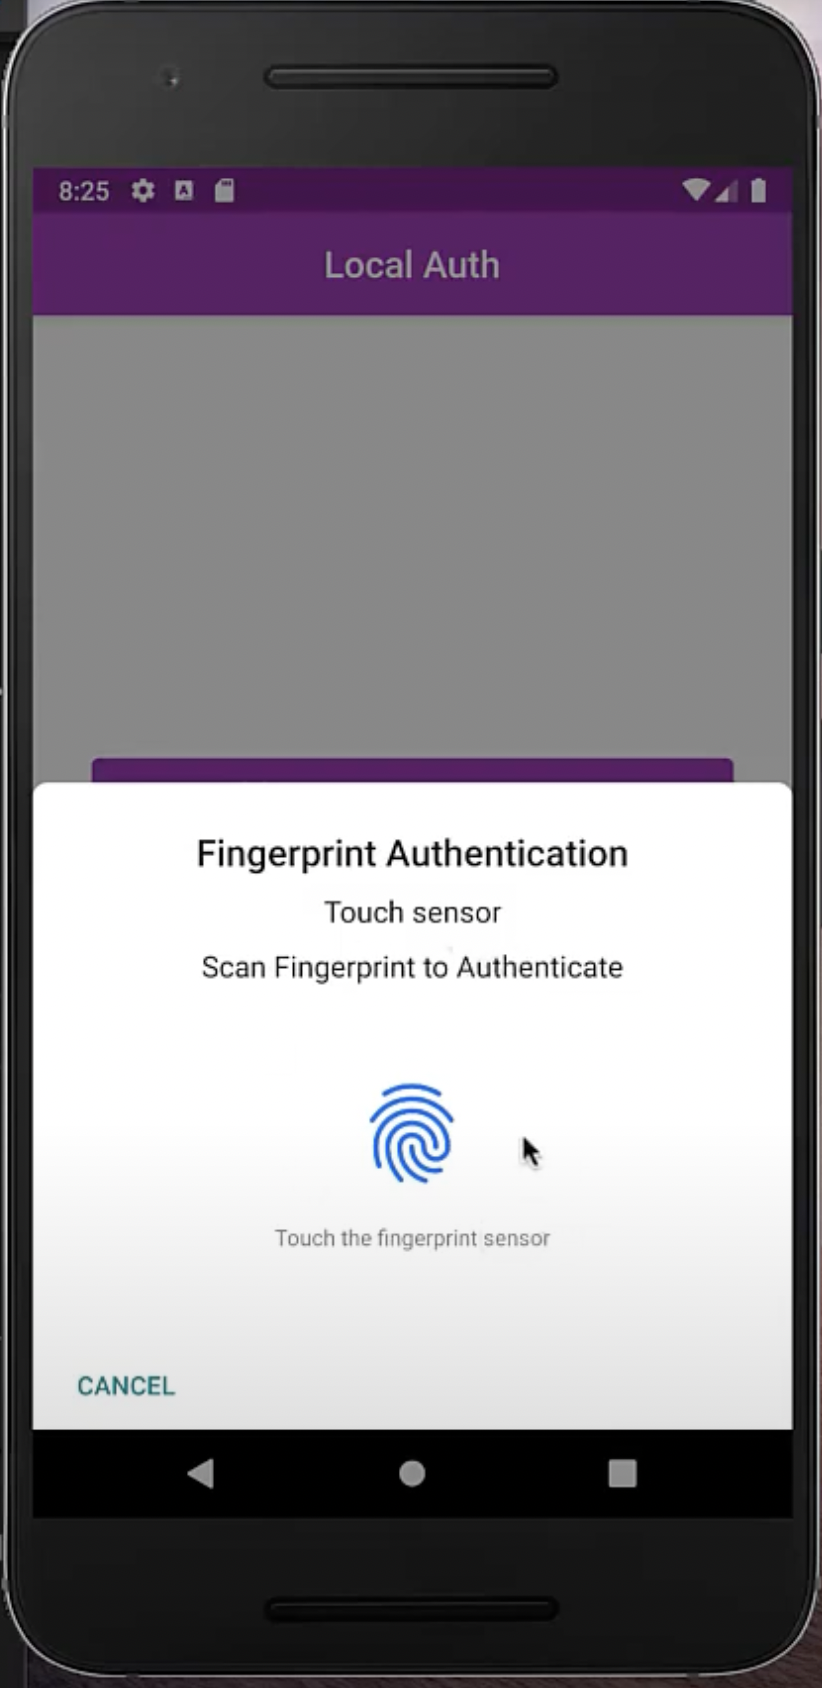 8:25
Local Auth
Fingerprint Authentication
Touch sensor
Scan Fingerprint to Authenticate
Touch the fingerprint sensor
CANCEL